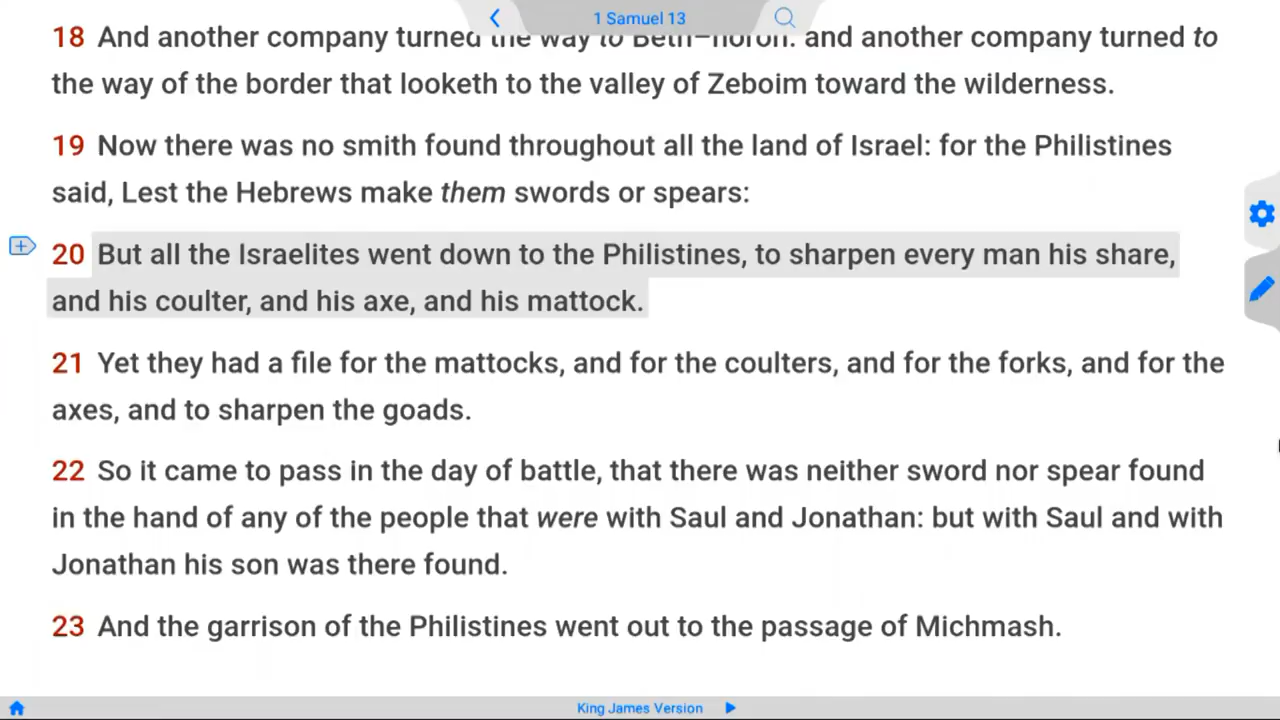 1 Samuel 13
18 And another company turned the way to Beth–horon: and another company turned to
the way of the border that looketh to the valley of Zeboim toward the wilderness.
19 Now there was no smith found throughout all the land of Israel: for the Philistines
said, Lest the Hebrews make them swords or spears:
20 But all the Israelites went down to the Philistines, to sharpen every man his share,
and his coulter, and his axe, and his mattock.
21 Yet they had a file for the mattocks, and for the coulters, and for the forks, and for the
axes, and to sharpen the goads.
22 So it came to pass in the day of battle, that there was neither sword nor spear found
in the hand of any of the people that were with Saul and Jonathan: but with Saul and with
Jonathan his son was there found.
23 And the garrison of the Philistines went out to the passage of Michmash.
King James Version